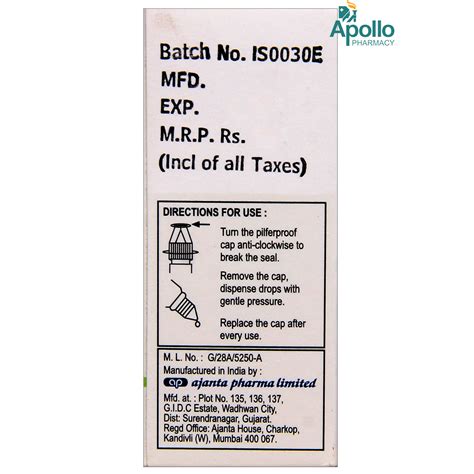 Apollo
PHARMACY
Batch No. IS0030E
MFD.
EXP.
M.R.P. Rs.
(Incl of all Taxes)
DIRECTIONS FOR USE :
Turn the pilferproof
cap anti-clockwise to
break the seal.
Remove the cap,
dispense drops with
gentle pressure.
Replace the cap after
every use.
M. L. No. : G/28A/5250-A
Manufactured in India by :
ap ajanta pharma limited
Mfd. at. : Plot No. 135, 136, 137,
G.I.D.C Estate, Wadhwan City,
Dist: Surendranagar, Gujarat.
Regd Office: Ajanta House, Charkop,
Kandivli (W), Mumbai 400 067.